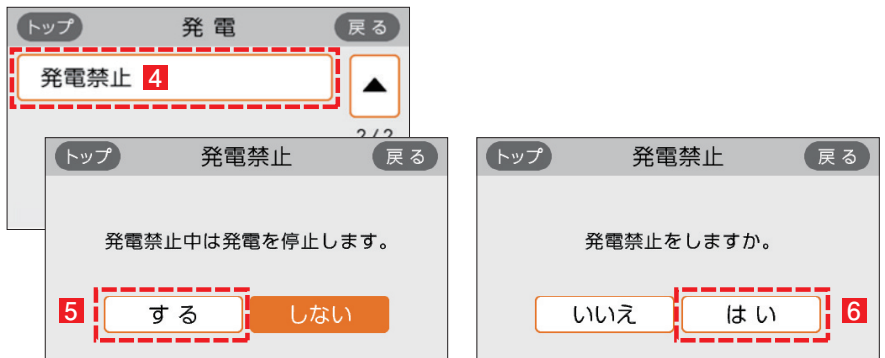 トップ 発電 戻る
発電禁止 4 ▲
2/2
トップ 発電禁止 戻る
発電禁止中は発電を停止します。
5 する しない
トップ 発電禁止 戻る
発電禁止をしますか。
いいえ はい 6